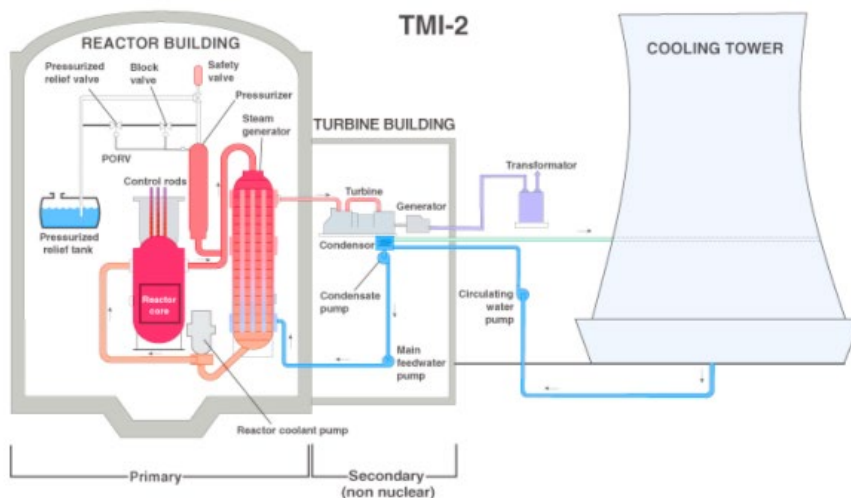 TMI-2
REACTOR BUILDING
COOLING TOWER
Pressurized
relief valve
Block
valve
Safety
valve
Pressurizer
Steam
generator
TURBINE BUILDING
PORV
Control rods
Transformator
Turbine
Generator
Pressurized
relief tank
Condensor
Reactor
core
Condensate
pump
Circulating
water
pump
Main
feedwater
pump
Reactor coolant pump
Primary
Secondary
(non nuclear)